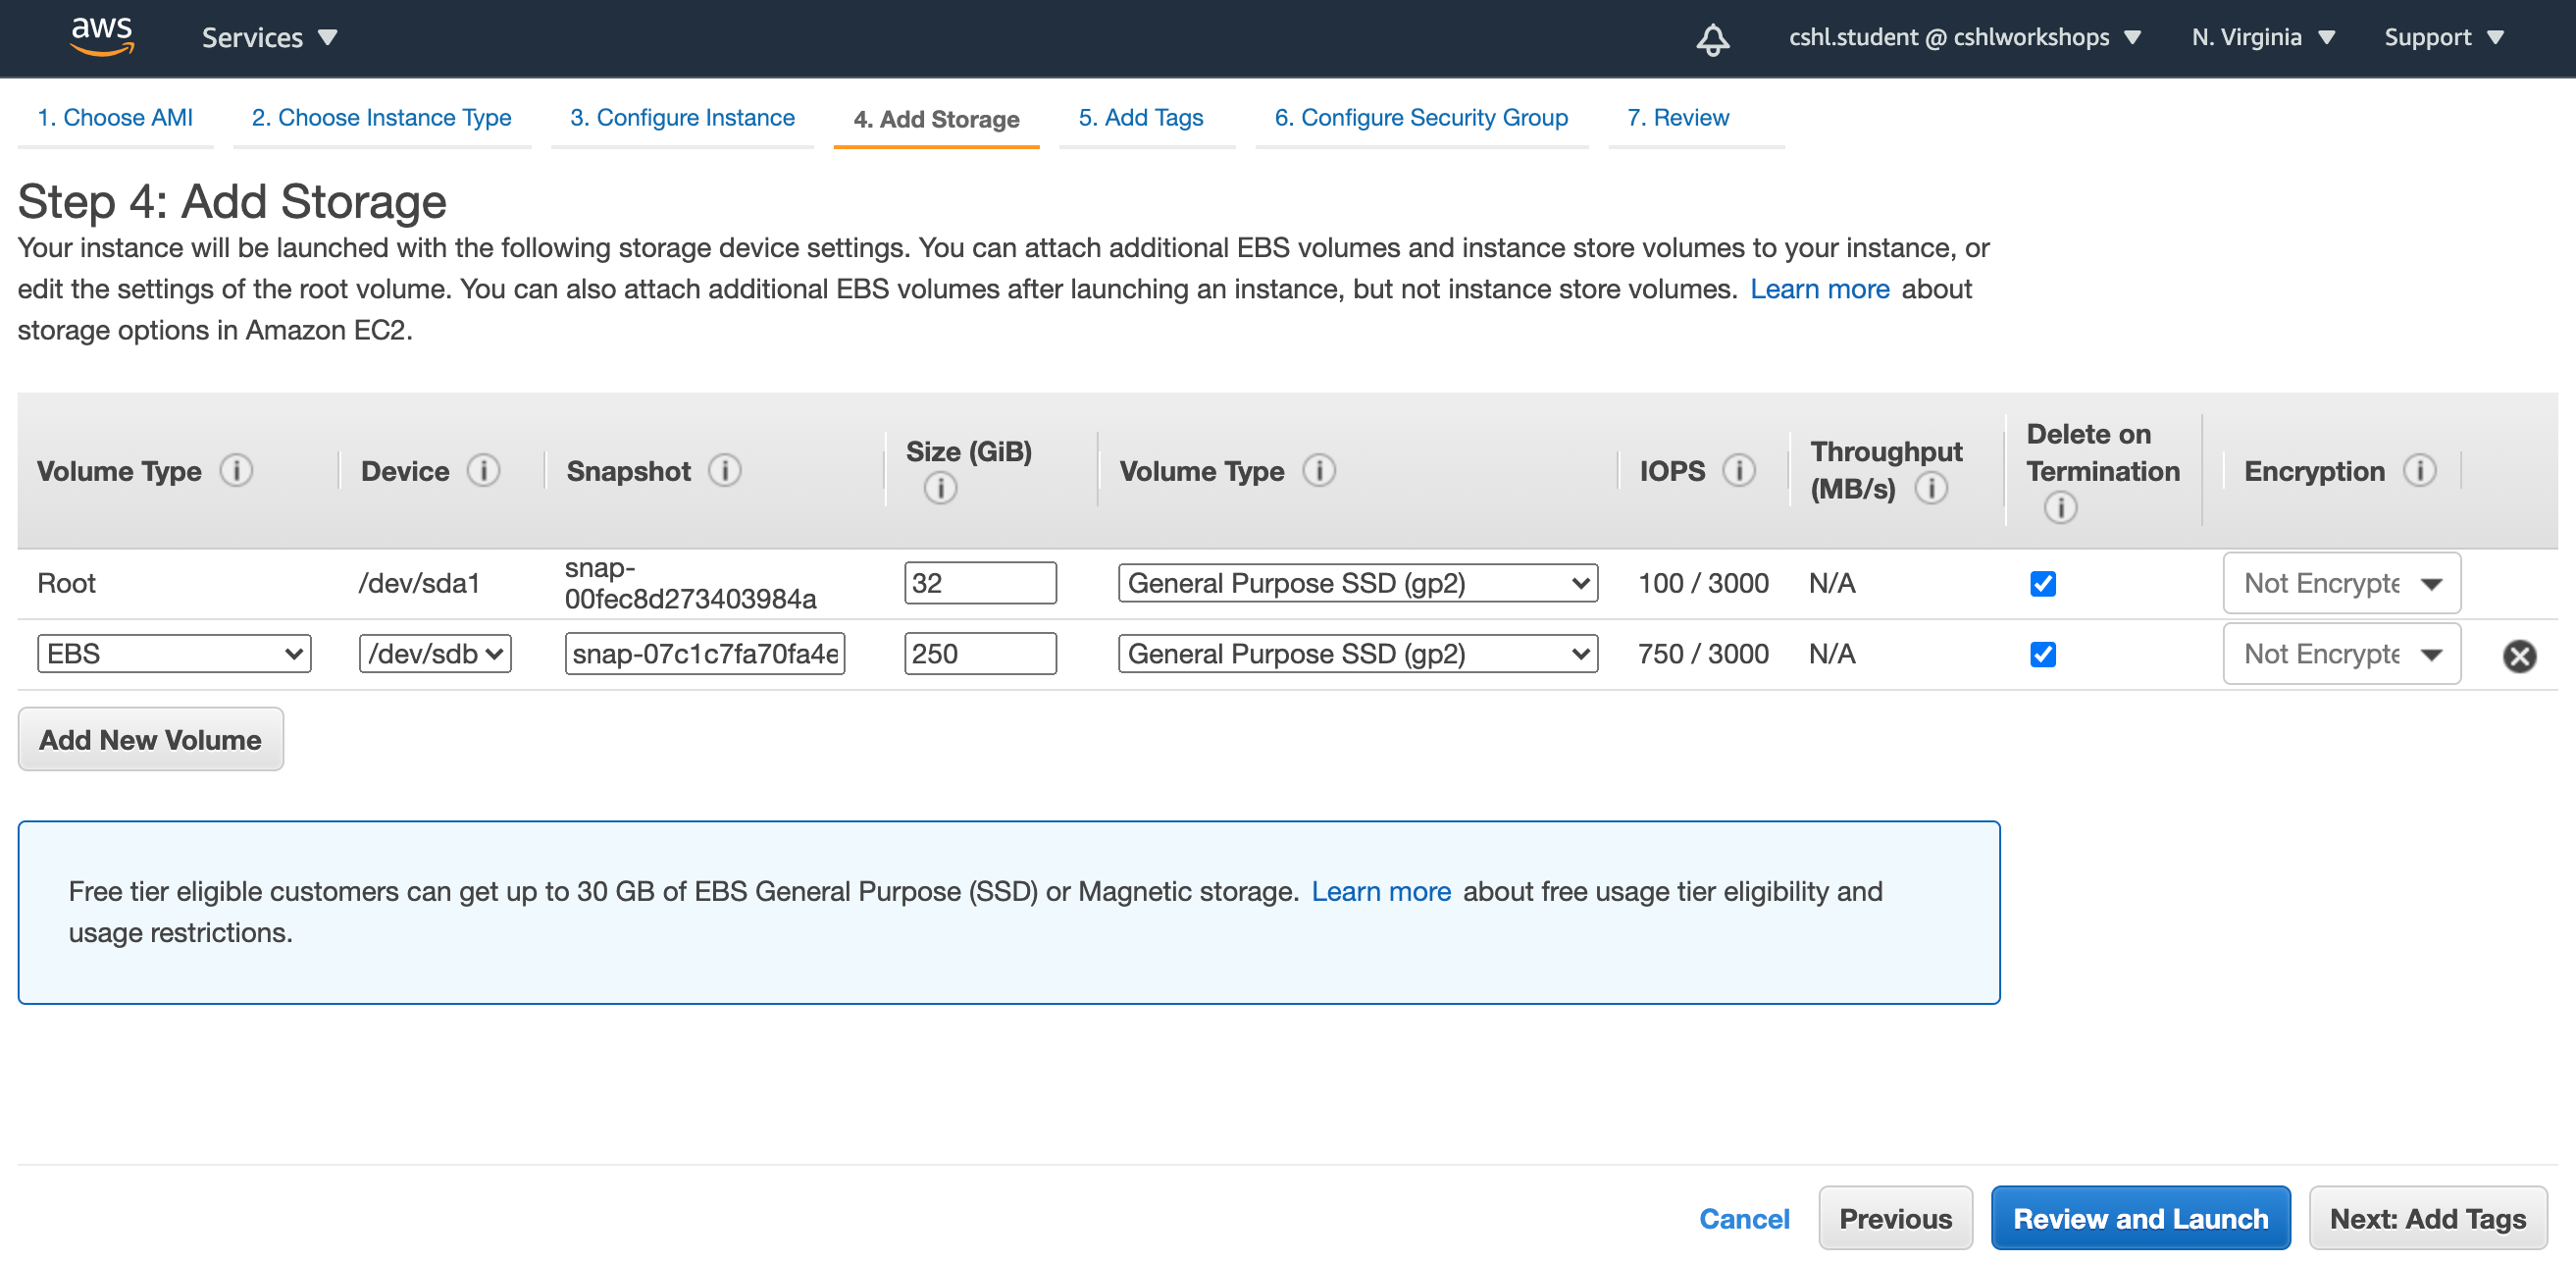 aws Services cshl.student @ cshlworkshops N. Virginia Support
1. Choose AMI 2. Choose Instance Type 3. Configure Instance 4. Add Storage 5. Add Tags 6. Configure Security Group 7. Review
Step 4: Add Storage
Your instance will be launched with the following storage device settings. You can attach additional EBS volumes and instance store volumes to your instance, or
edit the settings of the root volume. You can also attach additional EBS volumes after launching an instance, but not instance store volumes. Learn more about
storage options in Amazon EC2.
Volume Type i Device i Snapshot i Size (GiB) i Volume Type i IOPS i Throughput (MB/s) i Delete on Termination i Encryption i
Root /dev/sda1 snap-00fec8d273403984a 32 General Purpose SSD (gp2) 100 / 3000 N/A Not Encrypte
EBS /dev/sdb snap-07c1c7fa70fa4e 250 General Purpose SSD (gp2) 750 / 3000 N/A Not Encrypte
Add New Volume
Free tier eligible customers can get up to 30 GB of EBS General Purpose (SSD) or Magnetic storage. Learn more about free usage tier eligibility and
usage restrictions.
Cancel Previous Review and Launch Next: Add Tags